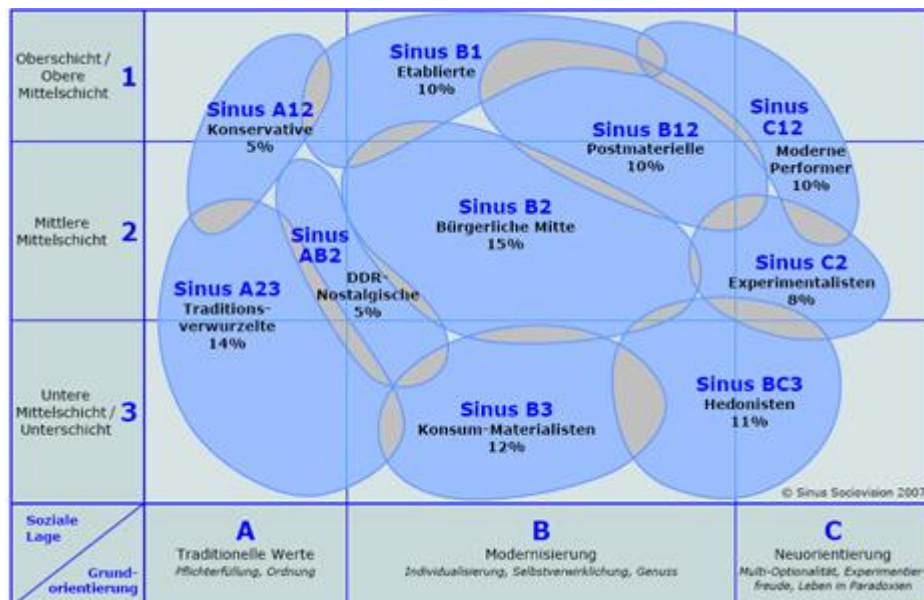 Oberschicht /
Obere
Mittelschicht
1
Mittlere
Mittelschicht
2
Untere
Mittelschicht /
Unterschicht
3
Sinus B1
Etablierte
10%
Sinus A12
Konservative
5%
Sinus B12
Postmaterielle
10%
Sinus
C12
Moderne
Performer
10%
Sinus B2
Bürgerliche Mitte
15%
Sinus
AB2
DDR-
Nostalgische
5%
Sinus A23
Traditions-
verwurzelte
14%
Sinus C2
Experimentalisten
8%
Sinus B3
Konsum-Materialisten
12%
Sinus BC3
Hedonisten
11%
© Sinus Sociovision 2007
Soziale
Lage
Grund-
orientierung
A
Traditionelle Werte
Pflichterfüllung, Ordnung
B
Modernisierung
Individualisierung, Selbstverwirklichung, Genuss
C
Neuorientierung
Multi-Optionalität, Experimentier-
freude, Leben in Paradoxien